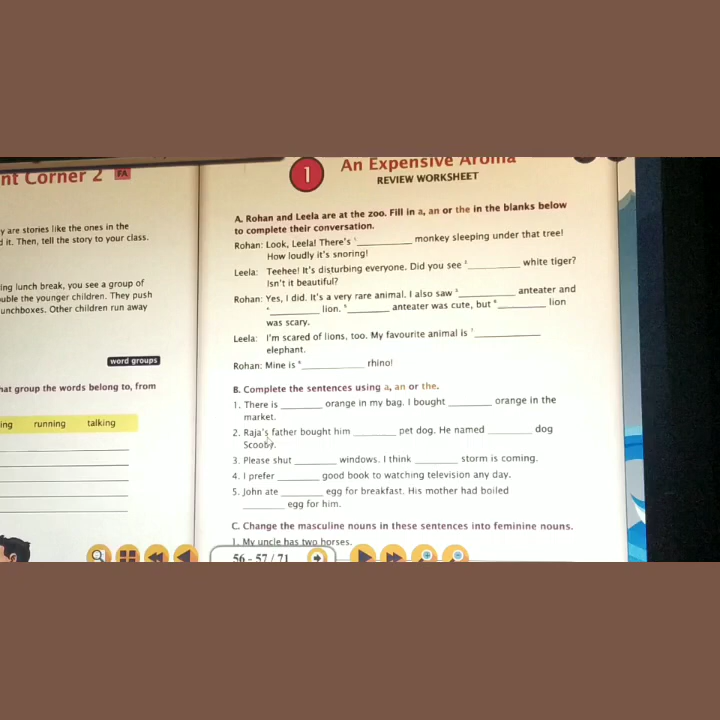 nt Corner 2 FA
y are stories like the ones in the
d it. Then, tell the story to your class.
ing lunch break, you see a group of
uble the younger children. They push
unchboxes. Other children run away
word groups
hat group the words belong to, from
ing running talking
1 An Expensive Aroma
REVIEW WORKSHEET
A. Rohan and Leela are at the zoo. Fill in a, an or the in the blanks below
to complete their conversation.
Rohan: Look, Leela! There's 1__________ monkey sleeping under that tree!
How loudly it's snoring!
Leela: Teehee! It's disturbing everyone. Did you see 2__________ white tiger?
Isn't it beautiful?
Rohan: Yes, I did. It's a very rare animal. I also saw 3__________ anteater and
4__________ lion. 5__________ anteater was cute, but 6__________ lion
was scary.
Leela: I'm scared of lions, too. My favourite animal is 7__________
elephant.
Rohan: Mine is 8__________ rhino!
B. Complete the sentences using a, an or the.
1. There is ________ orange in my bag. I bought ________ orange in the
market.
2. Raja's father bought him ________ pet dog. He named ________ dog
Scooby.
3. Please shut ________ windows. I think ________ storm is coming.
4. I prefer ________ good book to watching television any day.
5. John ate ________ egg for breakfast. His mother had boiled
________ egg for him.
C. Change the masculine nouns in these sentences into feminine nouns.
1. My uncle has two horses.
56 - 57 / 71